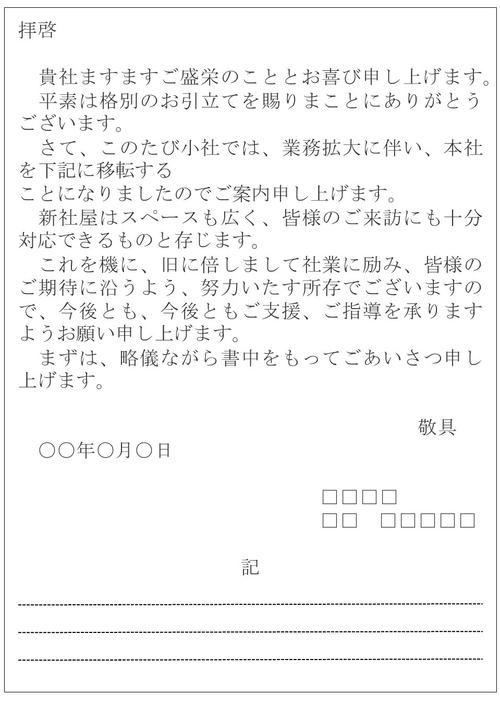 拝啓
　貴社ますますご盛栄のこととお喜び申し上げます。
　平素は格別のお引立てを賜りまことにありがとう
ございます。
　さて、このたび小社では、業務拡大に伴い、本社
を下記に移転する
ことになりましたのでご案内申し上げます。
　新社屋はスペースも広く、皆様のご来訪にも十分
対応できるものと存じます。
　これを機に、旧に倍しまして社業に励み、皆様の
ご期待に沿うよう、努力いたす所存でございますの
で、今後とも、今後ともご支援、ご指導を承ります
ようお願い申し上げます。
　まずは、略儀ながら書中をもってごあいさつ申し
上げます。
敬具
　〇〇年〇月〇日
□□□□
□□　□□□□□
記